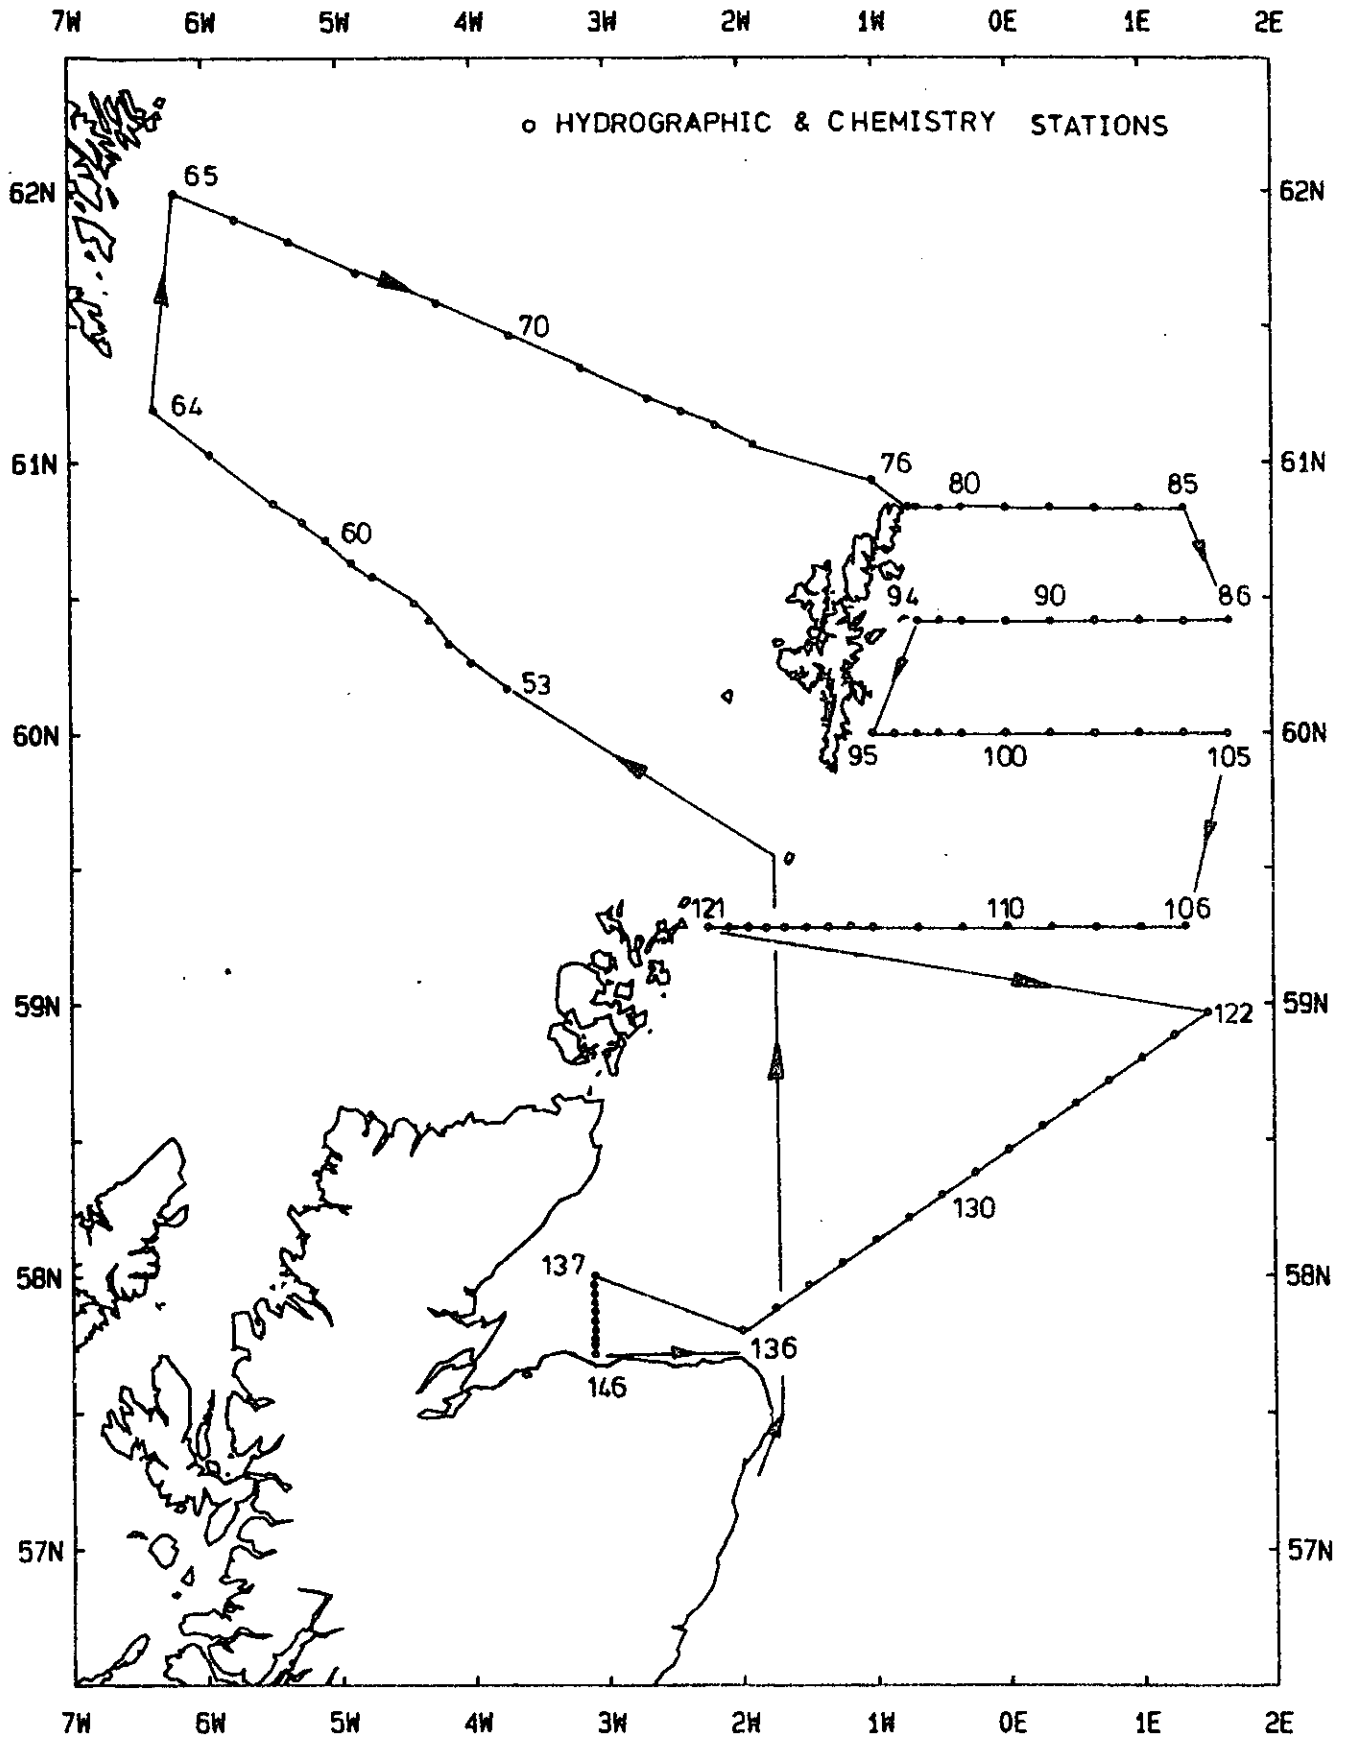 7W 6W 5W 4W 3W 2W 1W 0E 1E 2E
o HYDROGRAPHIC & CHEMISTRY STATIONS
65
62N 62N
70
64
76
61N 61N
80 85
60
94 90 86
53
60N 60N
95 100 105
121 110 106
59N 59N
122
130
137
58N 58N
136
146
57N 57N
7W 6W 5W 4W 3W 2W 1W 0E 1E 2E